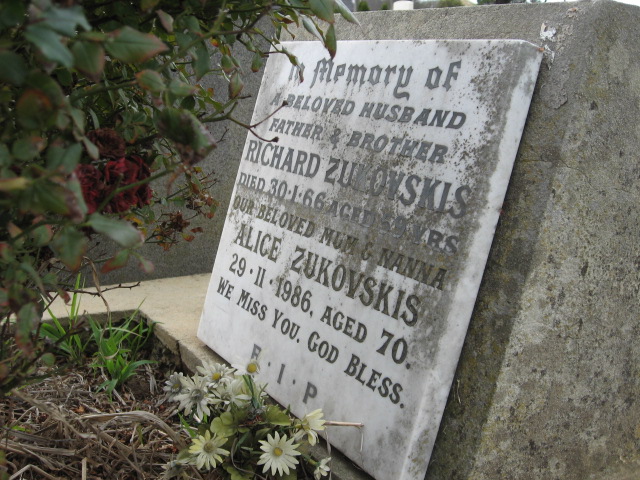 In Memory of
A BELOVED HUSBAND
FATHER & BROTHER
RICHARD ZUKOVSKIS
DIED 30·1·66 AGED YRS
OUR BELOVED MUM & NANNA
ALICE ZUKOVSKIS
29·11·1986, AGED 70.
WE MISS YOU, GOD BLESS.
R.I.P